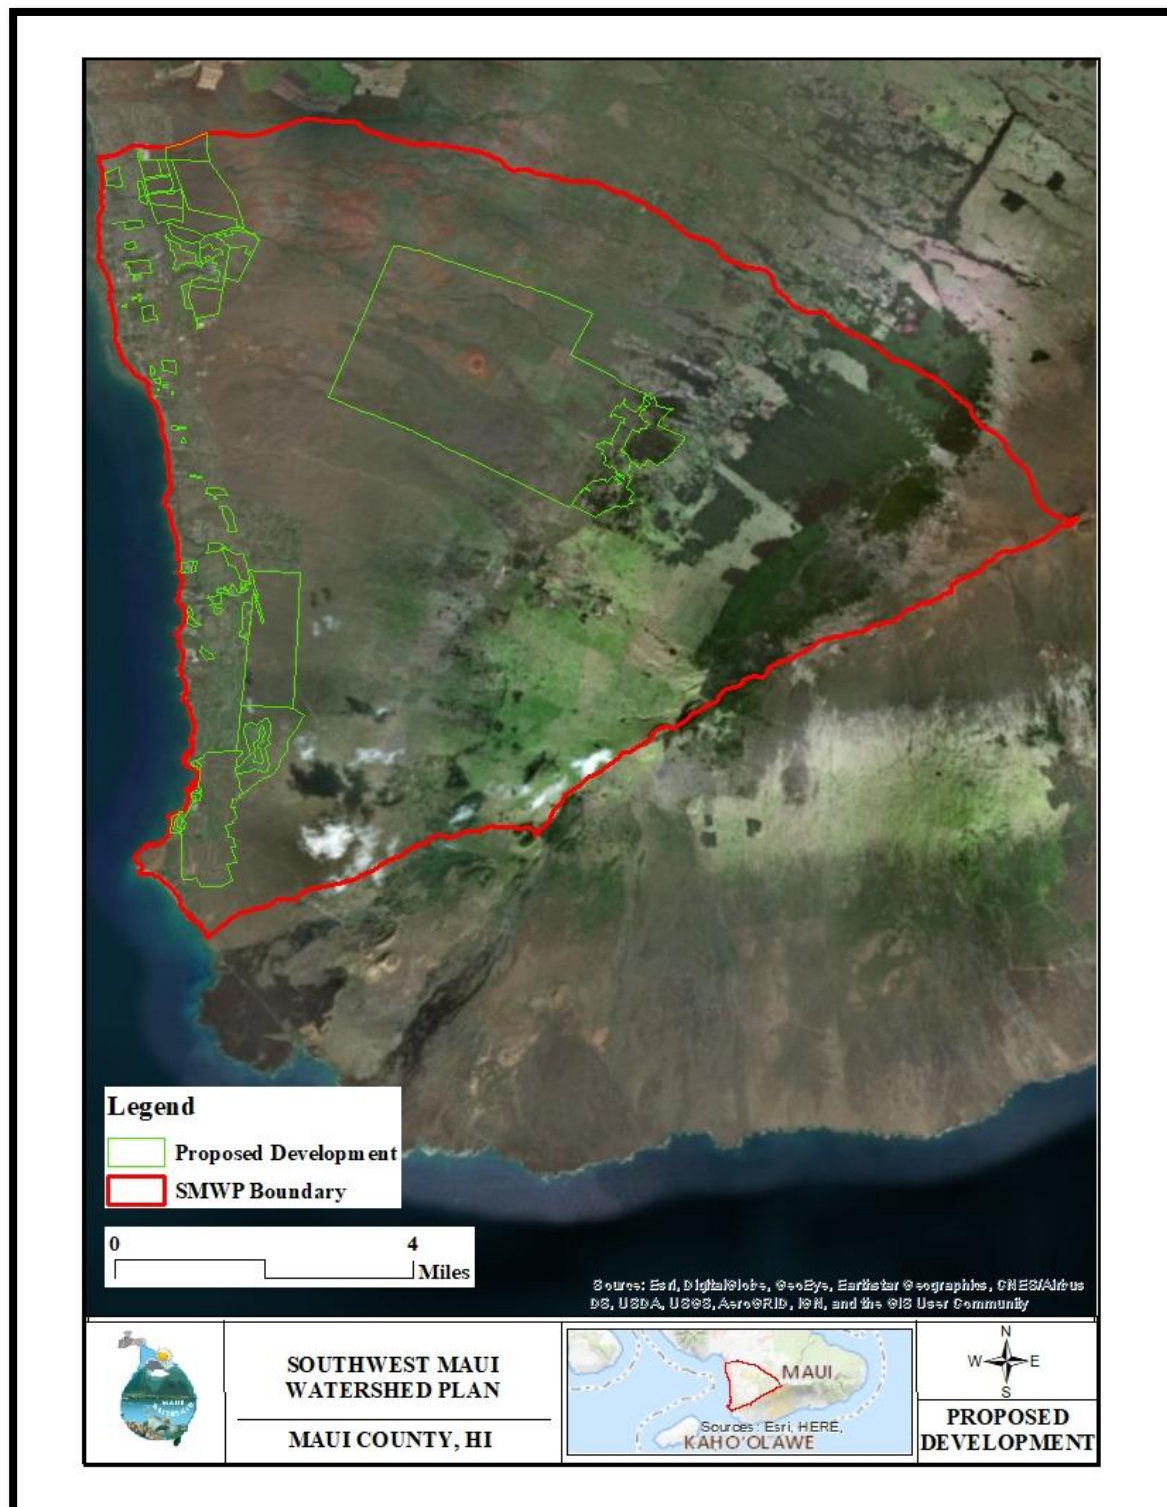 Legend
Proposed Development
SMWP Boundary
0 4
Miles
Source: Esri, DigitalGlobe, GeoEye, Earthstar Geographics, CNES/Airbus
DS, USDA, USGS, AeroGRID, IGN, and the GIS User Community
MAUI
SOUTHWEST MAUI
WATERSHED PLAN
MAUI COUNTY, HI
MAUI
Sources: Esri, HERE,
KAHO'OLAWE
N
W E
S
PROPOSED
DEVELOPMENT